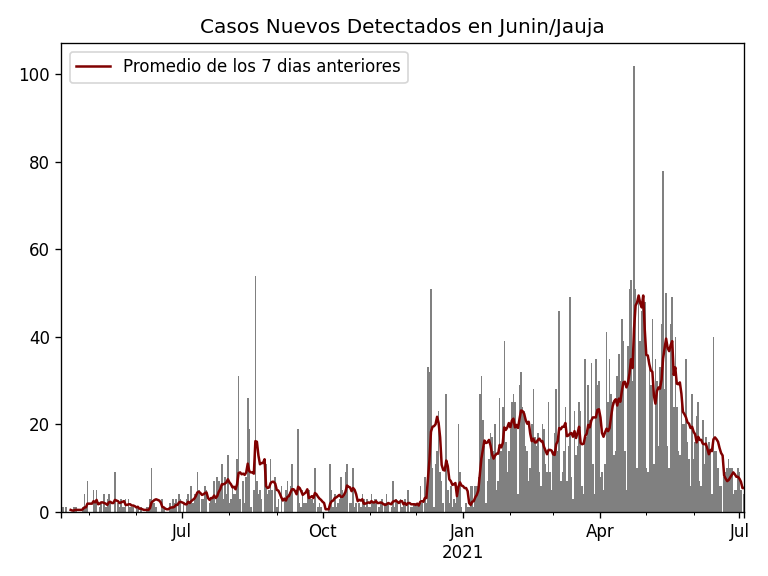 Casos Nuevos Detectados en Junin/Jauja
Promedio de los 7 dias anteriores
100
80
60
40
20
0
Jul
Oct
Jan
2021
Apr
Jul